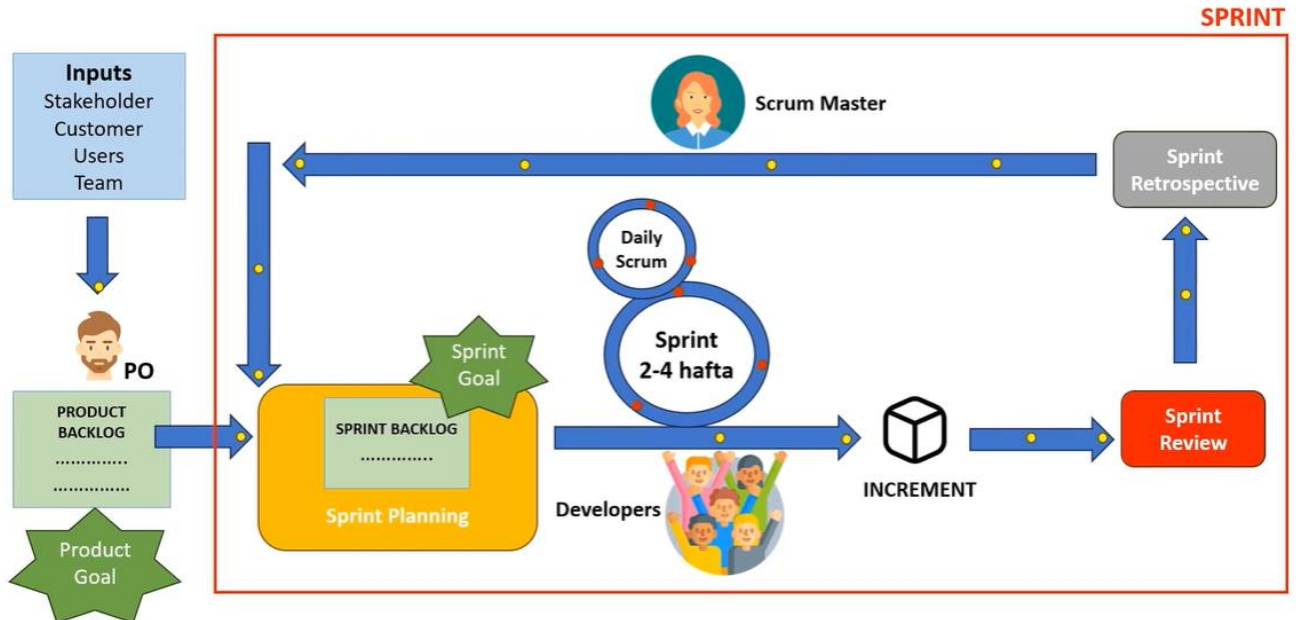 SPRINT
Inputs
Stakeholder
Customer
Users
Team
PO
PRODUCT
BACKLOG
..............
...............
Product
Goal
Scrum Master
Sprint
Retrospective
Daily
Scrum
Sprint
2-4 hafta
Sprint
Goal
SPRINT BACKLOG
..............
Sprint Planning
Developers
INCREMENT
Sprint
Review